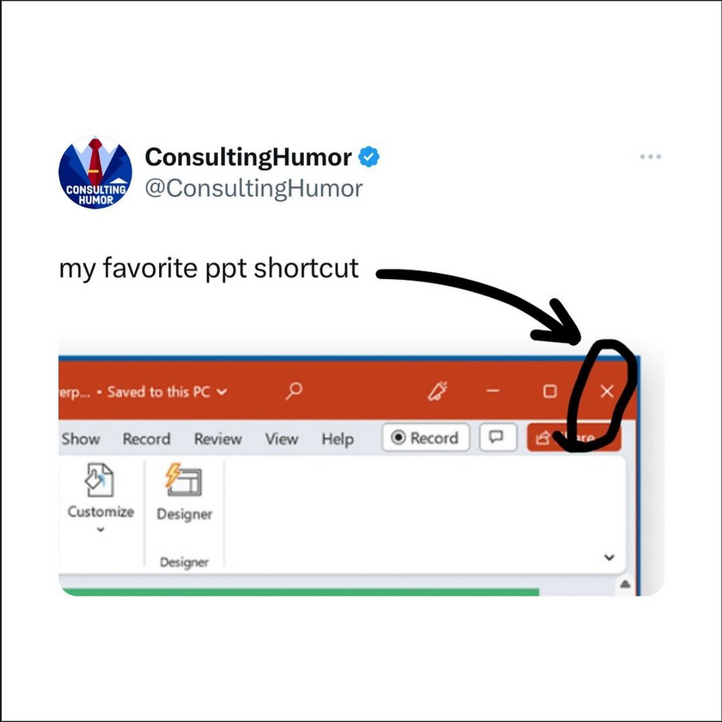 CONSULTING
HUMOR
ConsultingHumor
@ConsultingHumor
my favorite ppt shortcut
erp... • Saved to this PC
Show Record Review View Help Record
Customize Designer
Designer